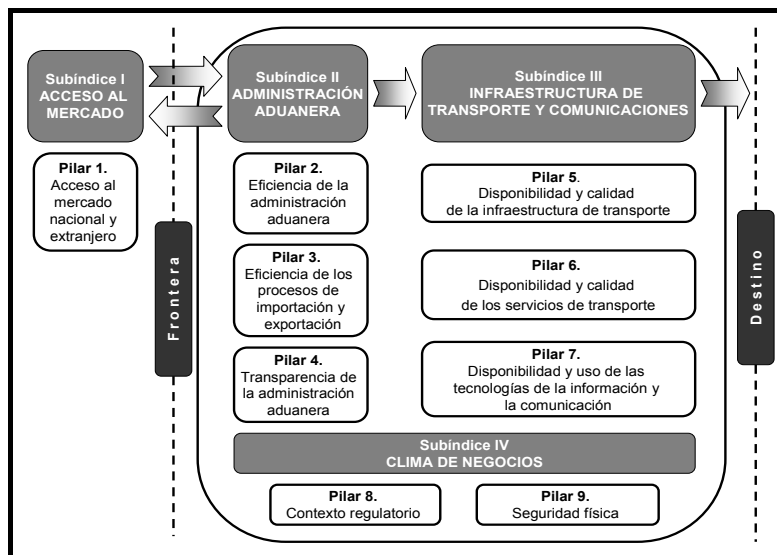 Subíndice I
ACCESO AL
MERCADO
Subíndice II
ADMINISTRACIÓN
ADUANERA
Subíndice III
INFRAESTRUCTURA DE
TRANSPORTE Y COMUNICACIONES
Pilar 1.
Acceso al
mercado
nacional y
extranjero
Frontera
Pilar 2.
Eficiencia de la
administración
aduanera
Pilar 3.
Eficiencia de los
procesos de
importación y
exportación
Pilar 4.
Transparencia de
la administración
aduanera
Pilar 5.
Disponibilidad y calidad
de la infraestructura de transporte
Pilar 6.
Disponibilidad y calidad
de los servicios de transporte
Pilar 7.
Disponibilidad y uso de las
tecnologías de la información y
la comunicación
Destino
Subíndice IV
CLIMA DE NEGOCIOS
Pilar 8.
Contexto regulatorio
Pilar 9.
Seguridad física